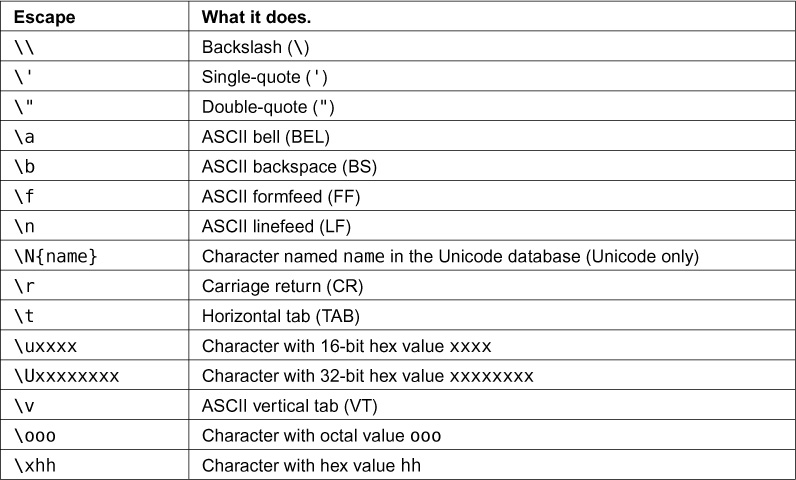 Escape What it does.
\\ Backslash (\)
\' Single-quote (')
\" Double-quote (")
\a ASCII bell (BEL)
\b ASCII backspace (BS)
\f ASCII formfeed (FF)
\n ASCII linefeed (LF)
\N{name} Character named name in the Unicode database (Unicode only)
\r Carriage return (CR)
\t Horizontal tab (TAB)
\uxxxx Character with 16-bit hex value xxxx
\Uxxxxxxxx Character with 32-bit hex value xxxxxxxx
\v ASCII vertical tab (VT)
\ooo Character with octal value ooo
\xhh Character with hex value hh